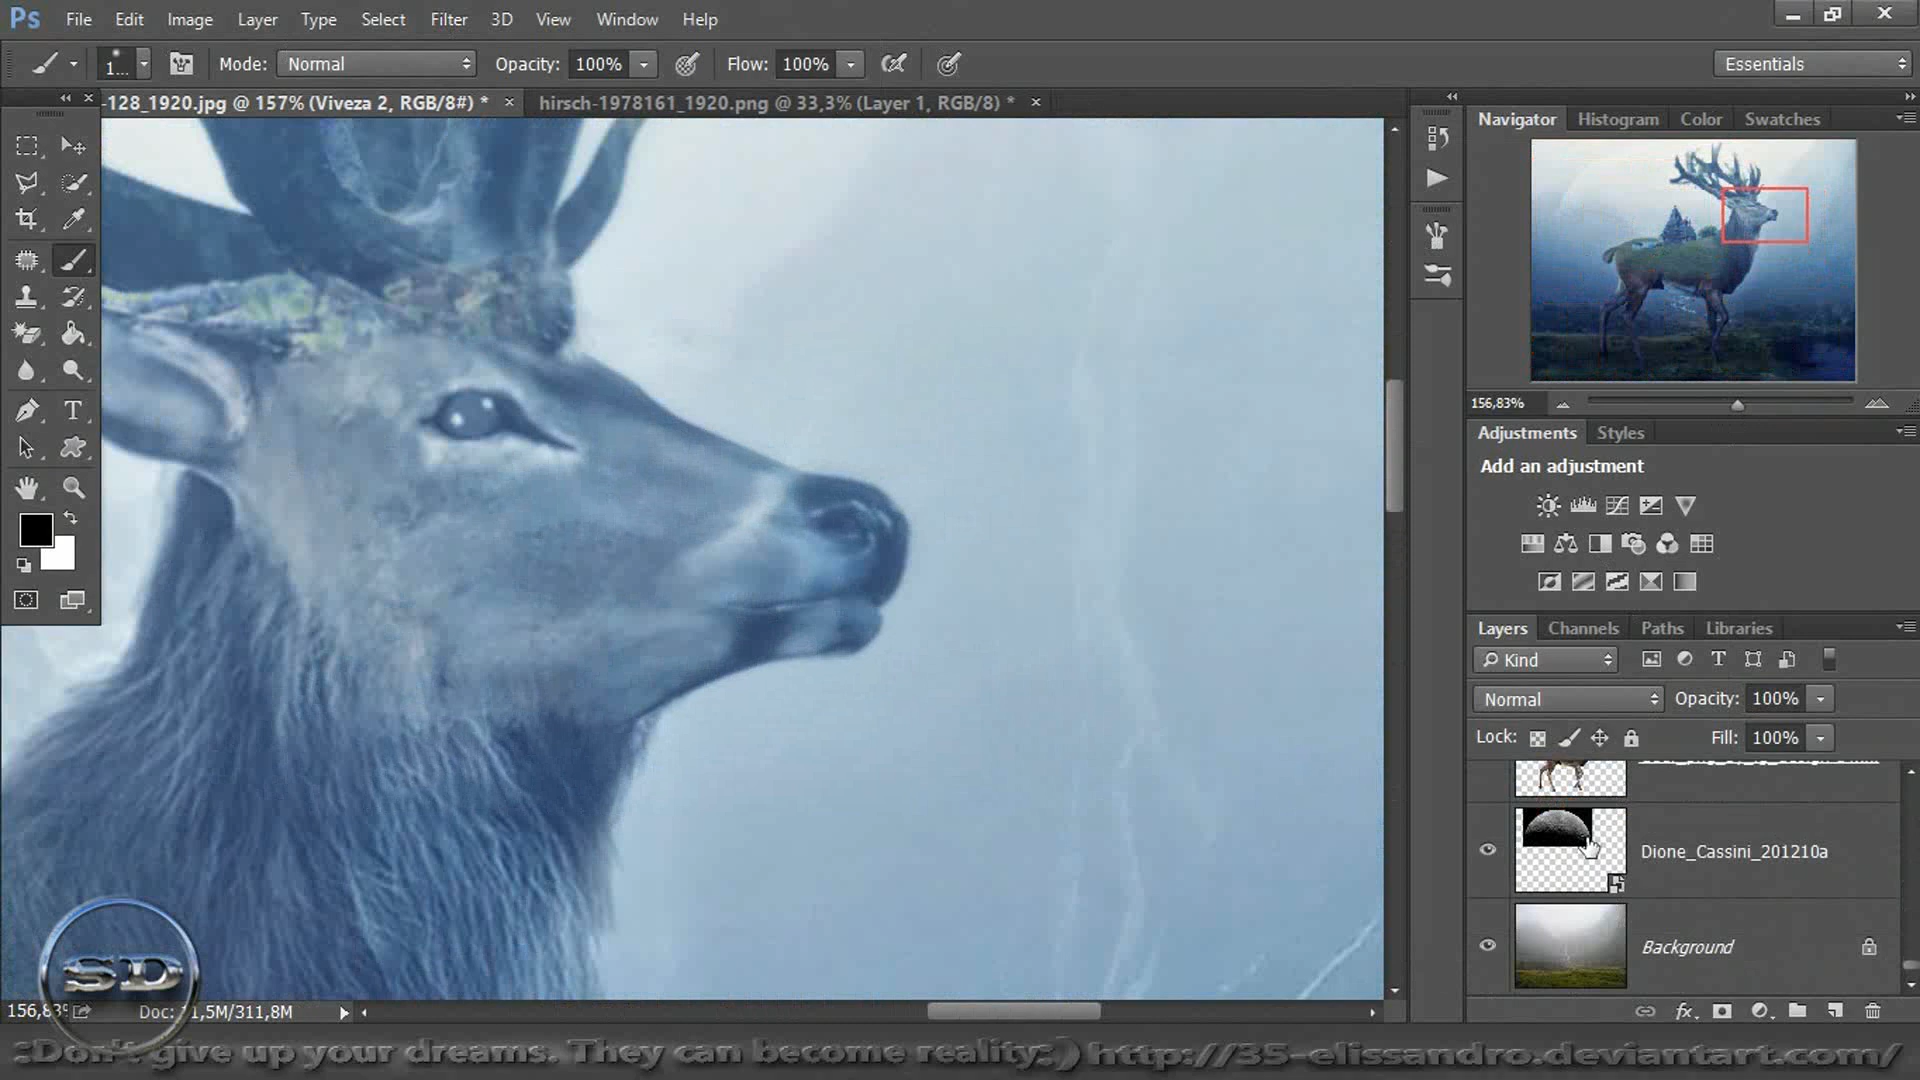 Ps File Edit Image Layer Type Select Filter 3D View Window Help
1... Mode: Normal Opacity: 100% Flow: 100% Essentials
-128_1920.jpg @ 157% (Viveza 2, RGB/8#) * × hirsch-1978161_1920.png @ 33,3% (Layer 1, RGB/8) * ×
Navigator Histogram Color Swatches
156,83%
Adjustments Styles
Add an adjustment
Layers Channels Paths Libraries
Kind
Normal Opacity: 100%
Lock: Fill: 100%
Dione_Cassini_201210a
Background
SD
Doc: 11,5M/311,8M
:Don't give up your dreams. They can become reality:) http://35-elissandro.deviantart.com/